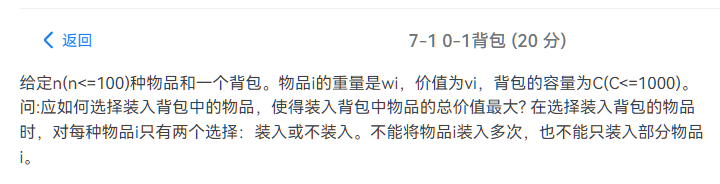 返回
7-1 0-1背包 (20 分)
给定n(n<=100)种物品和一个背包。物品i的重量是wi，价值为vi，背包的容量为C(C<=1000)。
问:应如何选择装入背包中的物品，使得装入背包中物品的总价值最大? 在选择装入背包的物品
时，对每种物品i只有两个选择：装入或不装入。不能将物品i装入多次，也不能只装入部分物品
i。